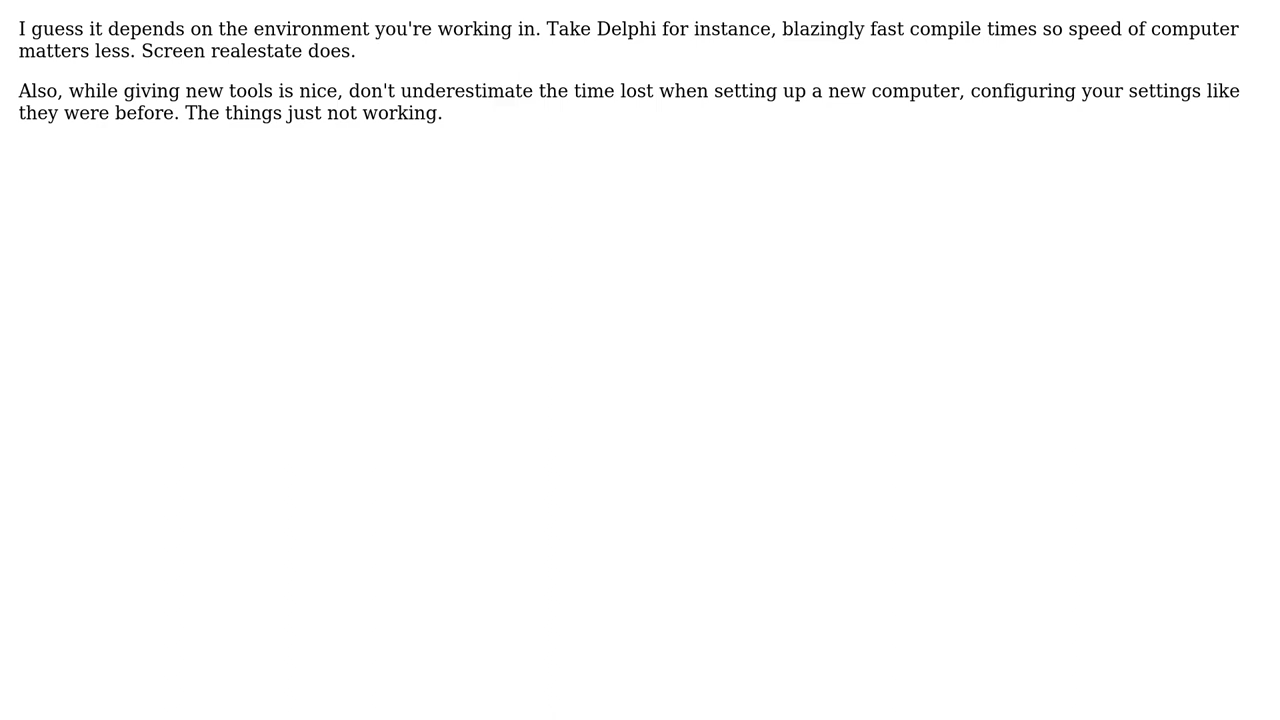 I guess it depends on the environment you're working in. Take Delphi for instance, blazingly fast compile times so speed of computer
matters less. Screen realestate does.
Also, while giving new tools is nice, don't underestimate the time lost when setting up a new computer, configuring your settings like
they were before. The things just not working.